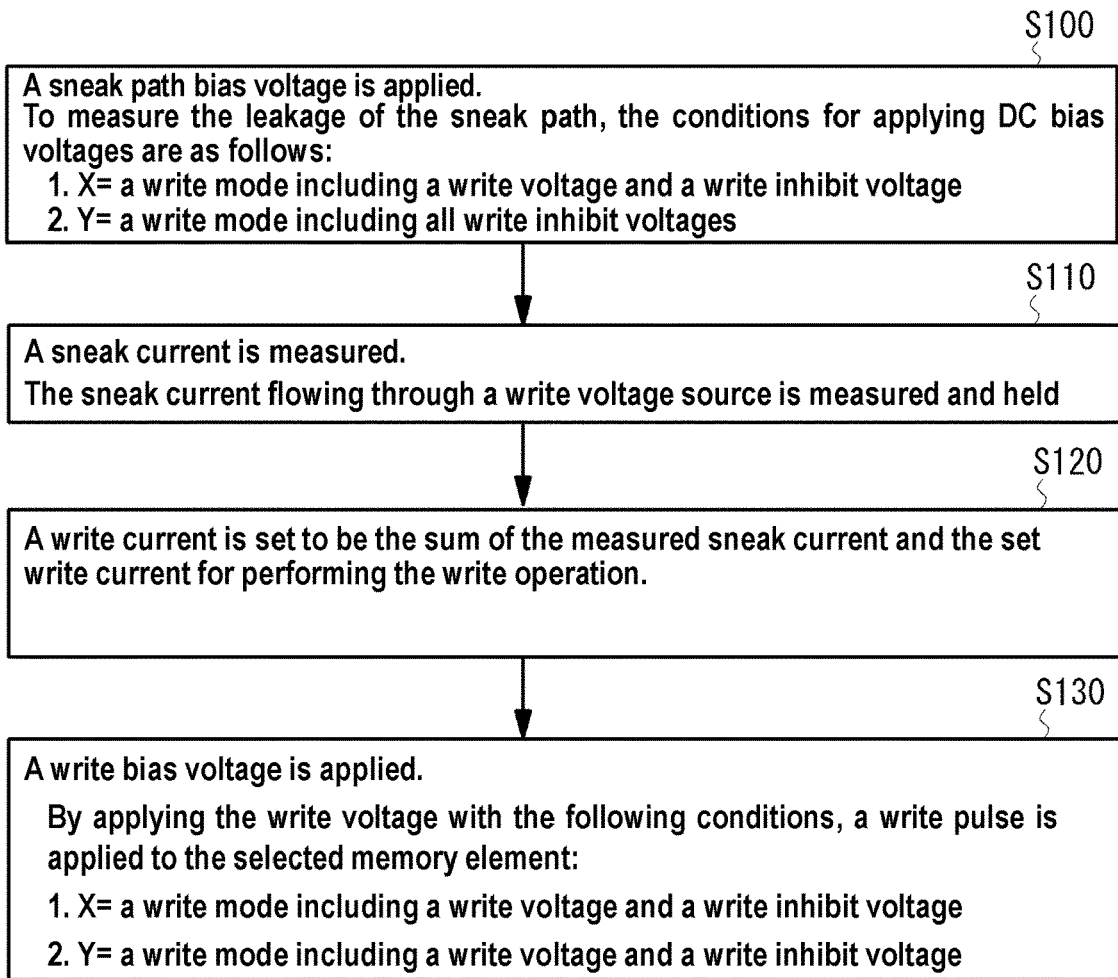 S100
A sneak path bias voltage is applied.
To measure the leakage of the sneak path, the conditions for applying DC bias
voltages are as follows:
1. X= a write mode including a write voltage and a write inhibit voltage
2. Y= a write mode including all write inhibit voltages
S110
A sneak current is measured.
The sneak current flowing through a write voltage source is measured and held
S120
A write current is set to be the sum of the measured sneak current and the set
write current for performing the write operation.
S130
A write bias voltage is applied.
By applying the write voltage with the following conditions, a write pulse is
applied to the selected memory element:
1. X= a write mode including a write voltage and a write inhibit voltage
2. Y= a write mode including a write voltage and a write inhibit voltage